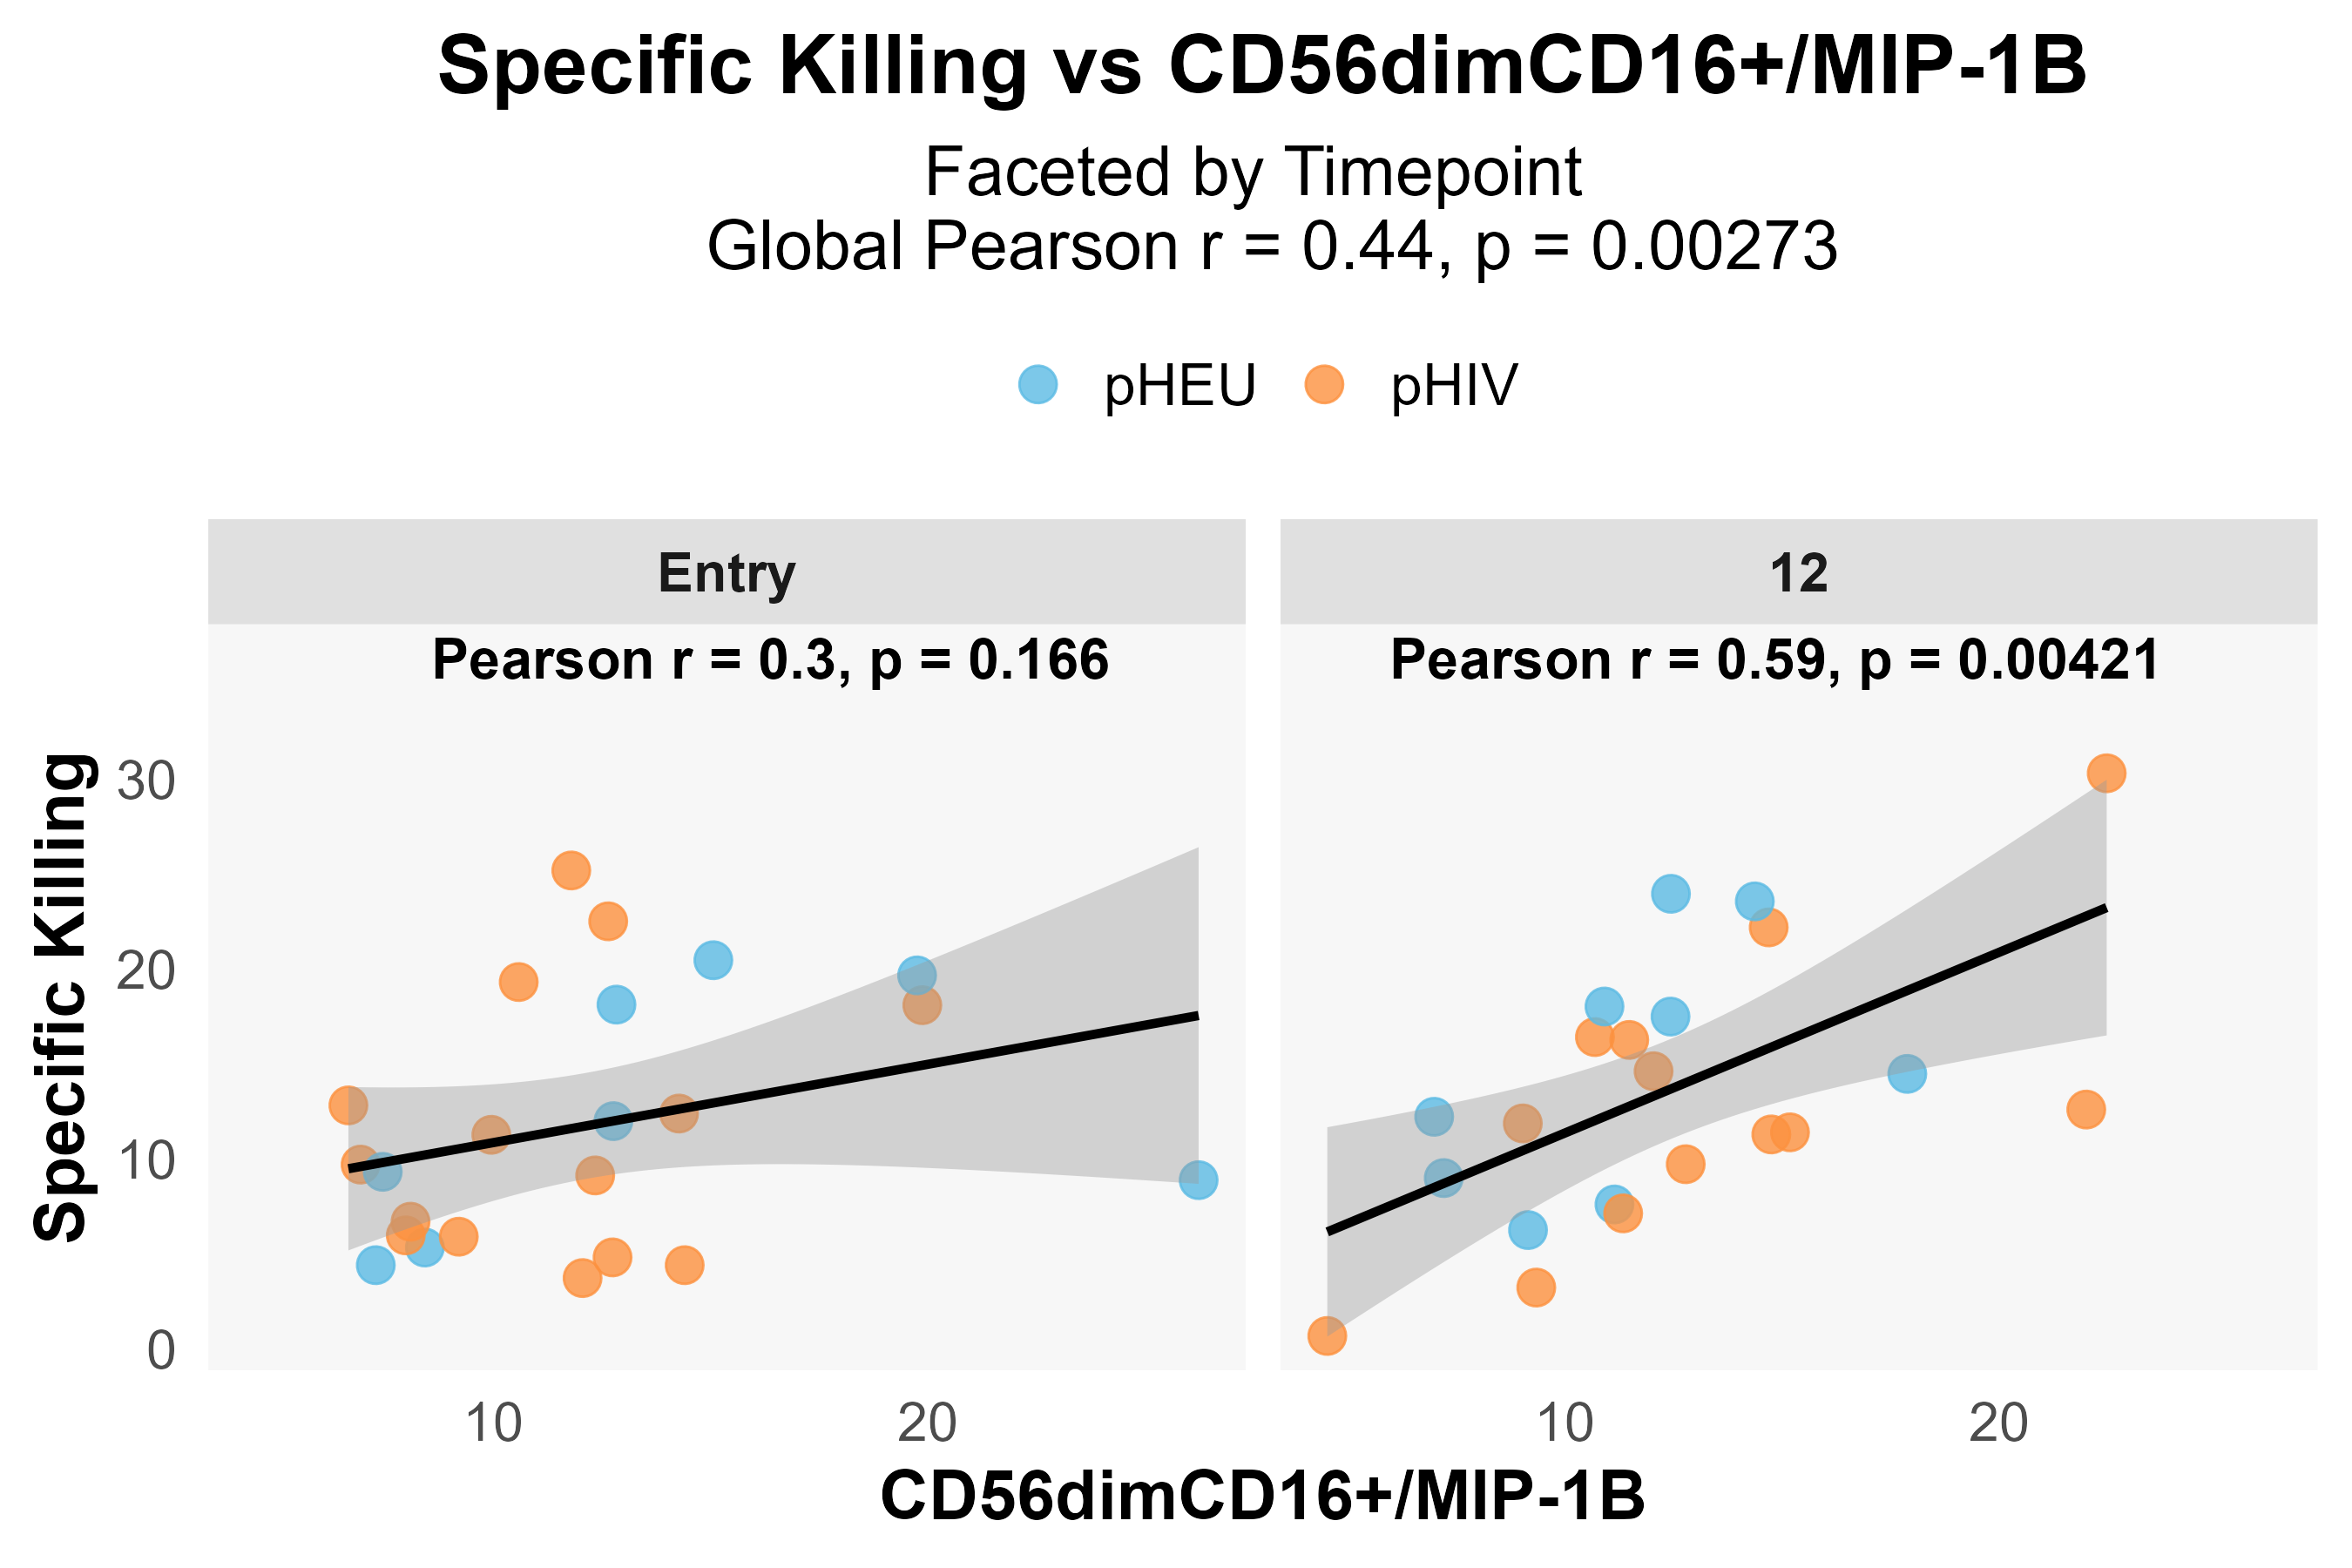 Specific Killing vs CD56dimCD16+/MIP-1B
Faceted by Timepoint
Global Pearson r = 0.44, p = 0.00273
pHEU
pHIV
Entry
12
Pearson r = 0.3, p = 0.166
Pearson r = 0.59, p = 0.00421
Specific Killing
30
20
10
0
10
20
10
20
CD56dimCD16+/MIP-1B